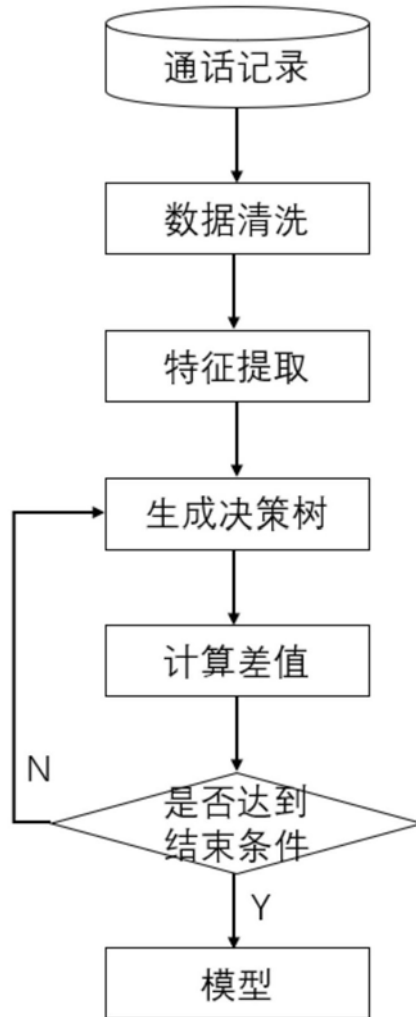 通话记录
数据清洗
特征提取
生成决策树
计算差值
N
是否达到
结束条件
Y
模型